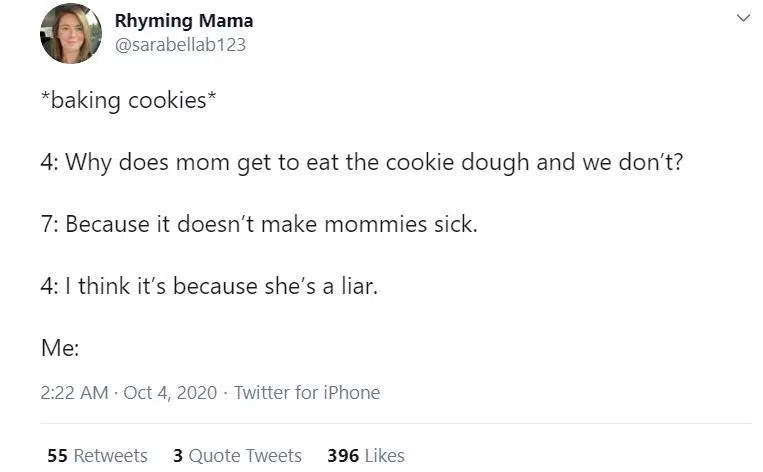 Rhyming Mama
@sarabellab123
*baking cookies*
4: Why does mom get to eat the cookie dough and we don’t?
7: Because it doesn’t make mommies sick.
4: I think it’s because she’s a liar.
Me:
2:22 AM · Oct 4, 2020 · Twitter for iPhone
55 Retweets 3 Quote Tweets 396 Likes